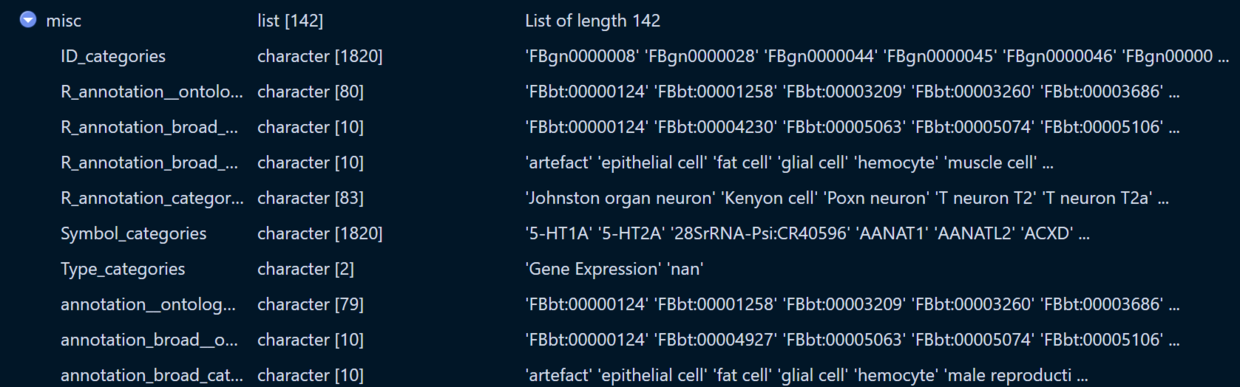 misc list [142] List of length 142
ID_categories character [1820] 'FBgn0000008' 'FBgn0000028' 'FBgn0000044' 'FBgn0000045' 'FBgn0000046' 'FBgn00000 ...
R_annotation__ontolo... character [80] 'FBbt:00000124' 'FBbt:00001258' 'FBbt:00003209' 'FBbt:00003260' 'FBbt:00003686' ...
R_annotation_broad_... character [10] 'FBbt:00000124' 'FBbt:00004230' 'FBbt:00005063' 'FBbt:00005074' 'FBbt:00005106' ...
R_annotation_broad_... character [10] 'artefact' 'epithelial cell' 'fat cell' 'glial cell' 'hemocyte' 'muscle cell' ...
R_annotation_categor... character [83] 'Johnston organ neuron' 'Kenyon cell' 'Poxn neuron' 'T neuron T2' 'T neuron T2a' ...
Symbol_categories character [1820] '5-HT1A' '5-HT2A' '28SrRNA-Psi:CR40596' 'AANAT1' 'AANATL2' 'ACXD' ...
Type_categories character [2] 'Gene Expression' 'nan'
annotation__ontolog... character [79] 'FBbt:00000124' 'FBbt:00001258' 'FBbt:00003209' 'FBbt:00003260' 'FBbt:00003686' ...
annotation_broad__o... character [10] 'FBbt:00000124' 'FBbt:00004927' 'FBbt:00005063' 'FBbt:00005074' 'FBbt:00005106' ...
annotation_broad_cat... character [10] 'artefact' 'epithelial cell' 'fat cell' 'glial cell' 'hemocyte' 'male reproducti ...